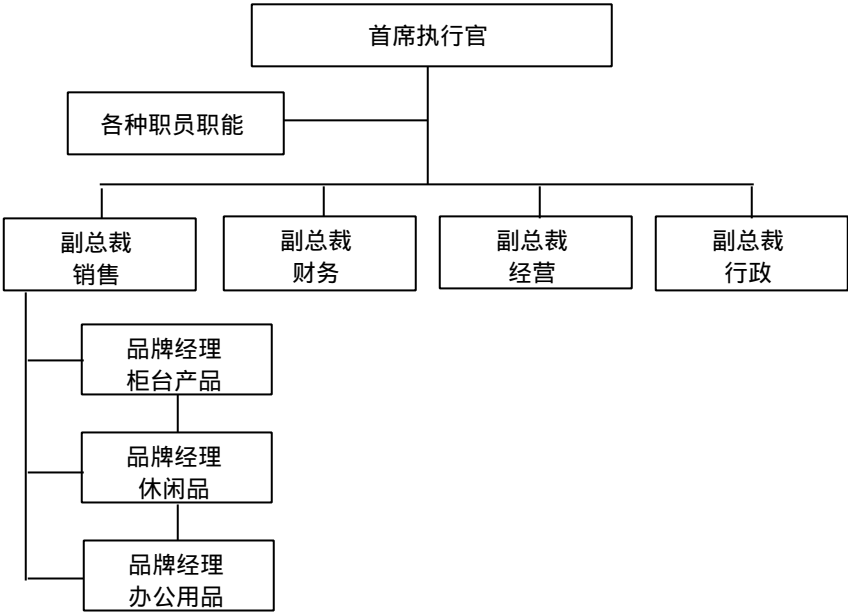 首席执行官
各种职员职能
副总裁
销售
副总裁
财务
副总裁
经营
副总裁
行政
品牌经理
柜台产品
品牌经理
休闲品
品牌经理
办公用品